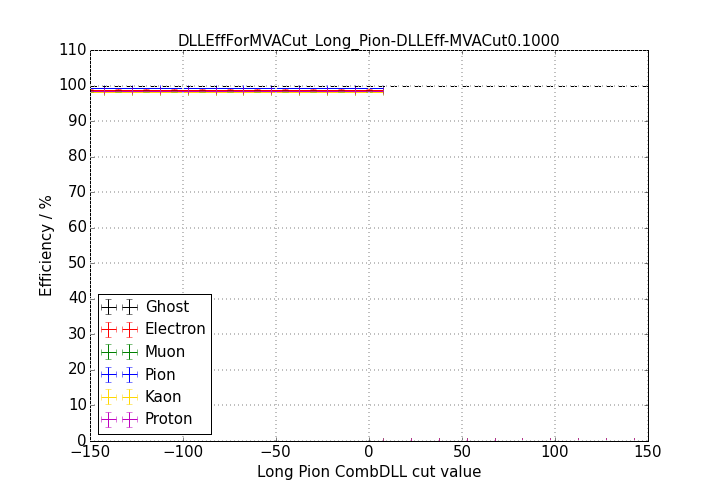 DLLEffForMVACut_Long_Pion-DLLEff-MVACut0.1000
110
100
90
80
70
60
50
40
30
20
10
0
Efficiency / %
Ghost
Electron
Muon
Pion
Kaon
Proton
−150 −100 −50 0 50 100 150
Long Pion CombDLL cut value